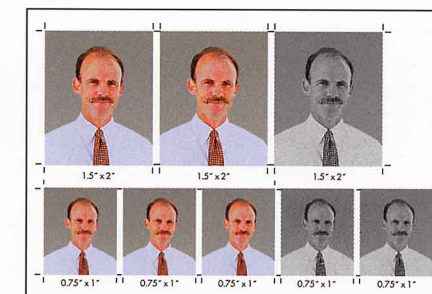 1.5" x 2" 1.5" x 2" 1.5" x 2"
0.75" x 1" 0.75" x 1" 0.75" x 1" 0.75" x 1" 0.75" x 1"